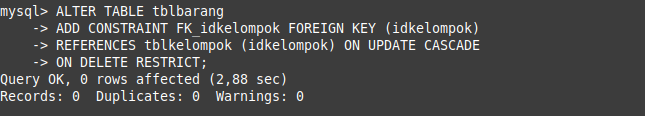 mysql> ALTER TABLE tblbarang
    -> ADD CONSTRAINT FK_idkelompok FOREIGN KEY (idkelompok)
    -> REFERENCES tblkelompok (idkelompok) ON UPDATE CASCADE
    -> ON DELETE RESTRICT;
Query OK, 0 rows affected (2,88 sec)
Records: 0  Duplicates: 0  Warnings: 0